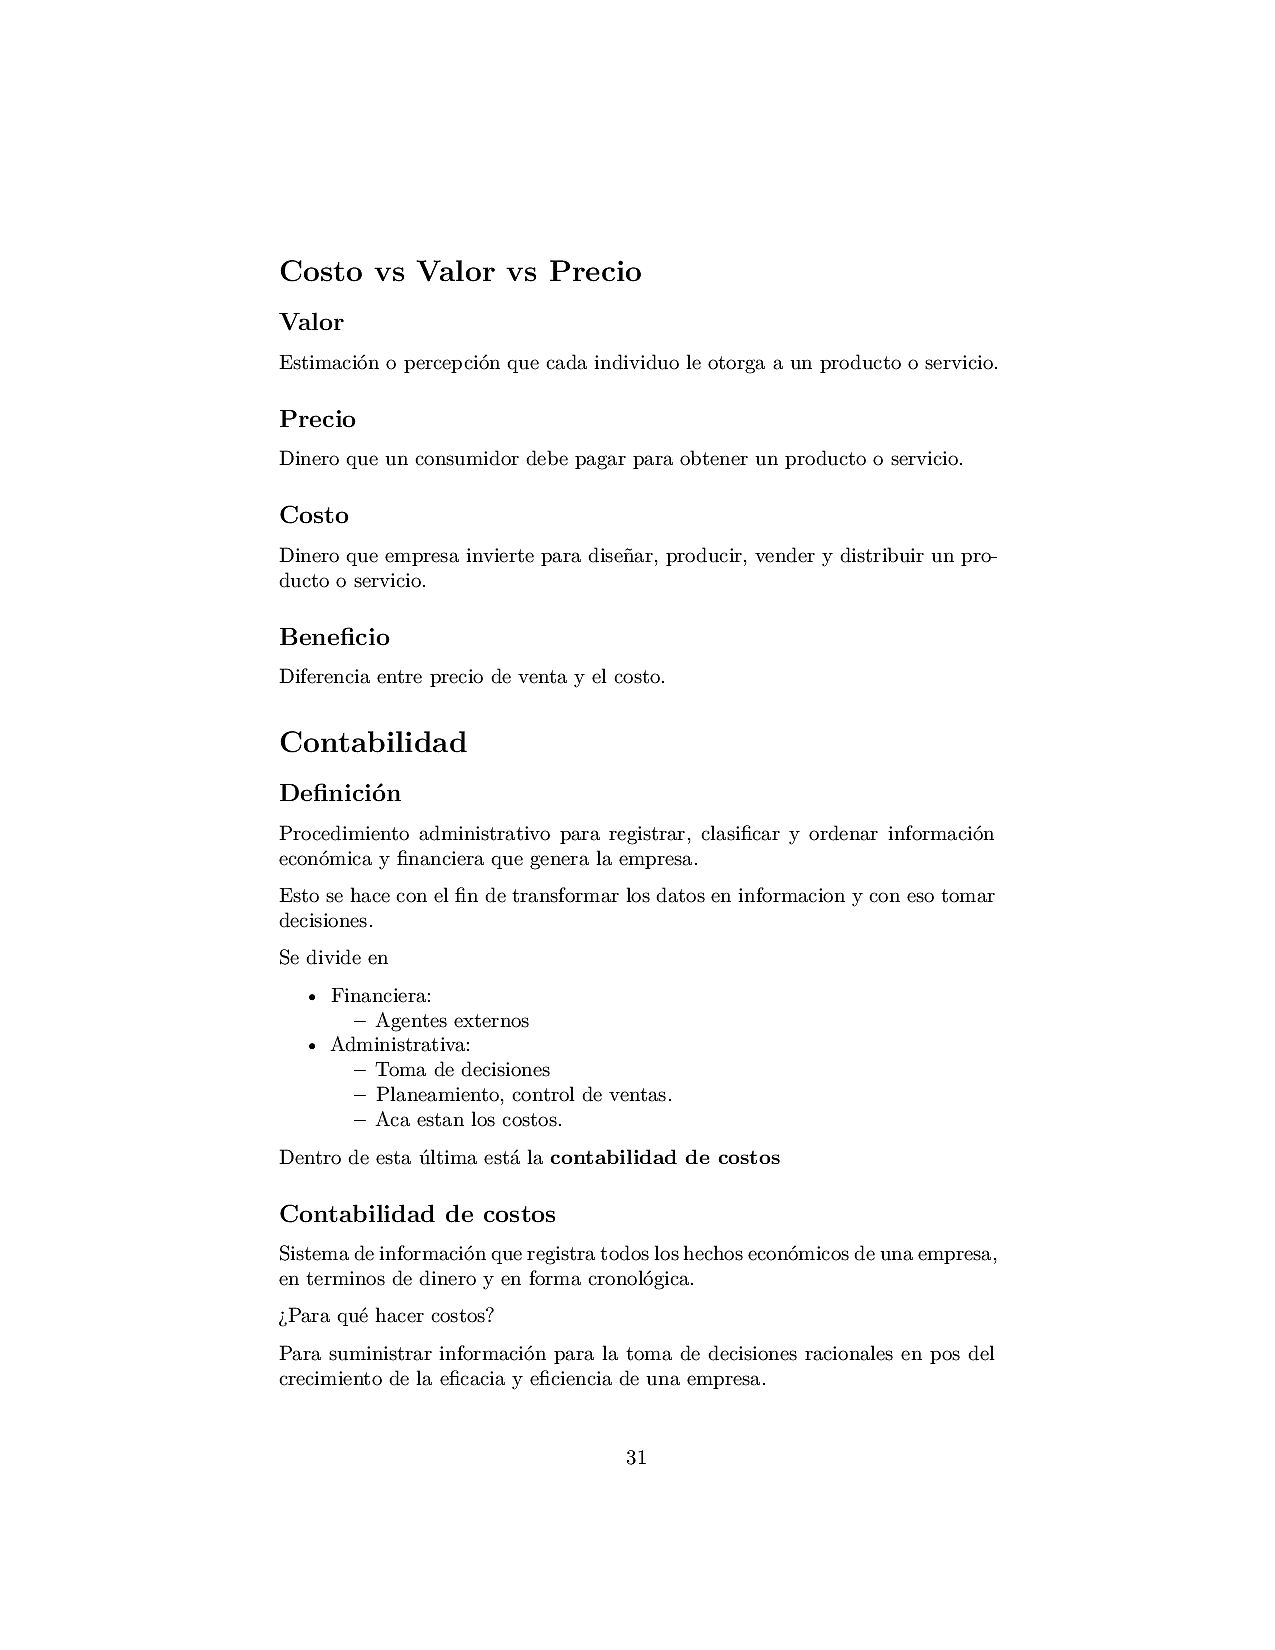 Costo vs Valor vs Precio
Valor
Estimación o percepción que cada individuo le otorga a un producto o servicio.
Precio
Dinero que un consumidor debe pagar para obtener un producto o servicio.
Costo
Dinero que empresa invierte para diseñar, producir, vender y distribuir un pro-
ducto o servicio.
Beneficio
Diferencia entre precio de venta y el costo.
Contabilidad
Definición
Procedimiento administrativo para registrar, clasificar y ordenar información
económica y financiera que genera la empresa.
Esto se hace con el fin de transformar los datos en informacion y con eso tomar
decisiones.
Se divide en
• Financiera:
– Agentes externos
• Administrativa:
– Toma de decisiones
– Planeamiento, control de ventas.
– Aca estan los costos.
Dentro de esta última está la contabilidad de costos
Contabilidad de costos
Sistema de información que registra todos los hechos económicos de una empresa,
en terminos de dinero y en forma cronológica.
¿Para qué hacer costos?
Para suministrar información para la toma de decisiones racionales en pos del
crecimiento de la eficacia y eficiencia de una empresa.
31